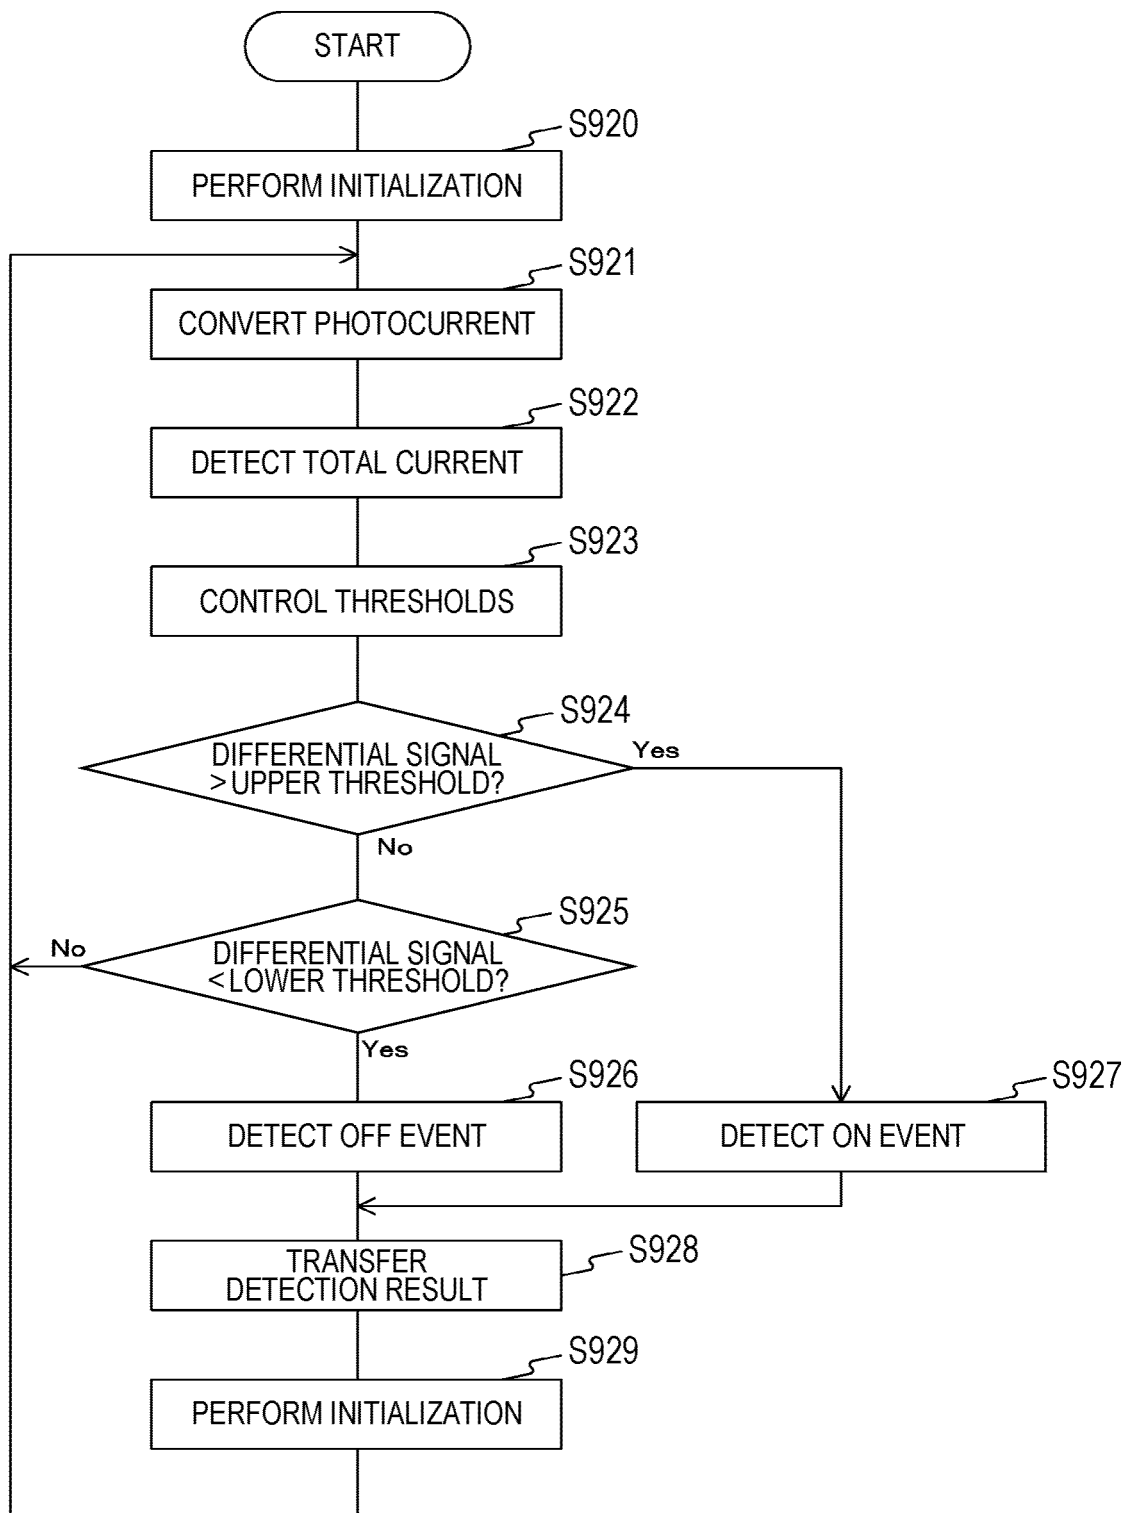 START
S920
PERFORM INITIALIZATION
S921
CONVERT PHOTOCURRENT
S922
DETECT TOTAL CURRENT
S923
CONTROL THRESHOLDS
S924
DIFFERENTIAL SIGNAL
> UPPER THRESHOLD?
Yes
No
S925
DIFFERENTIAL SIGNAL
< LOWER THRESHOLD?
No
Yes
S926
DETECT OFF EVENT
S927
DETECT ON EVENT
S928
TRANSFER
DETECTION RESULT
S929
PERFORM INITIALIZATION